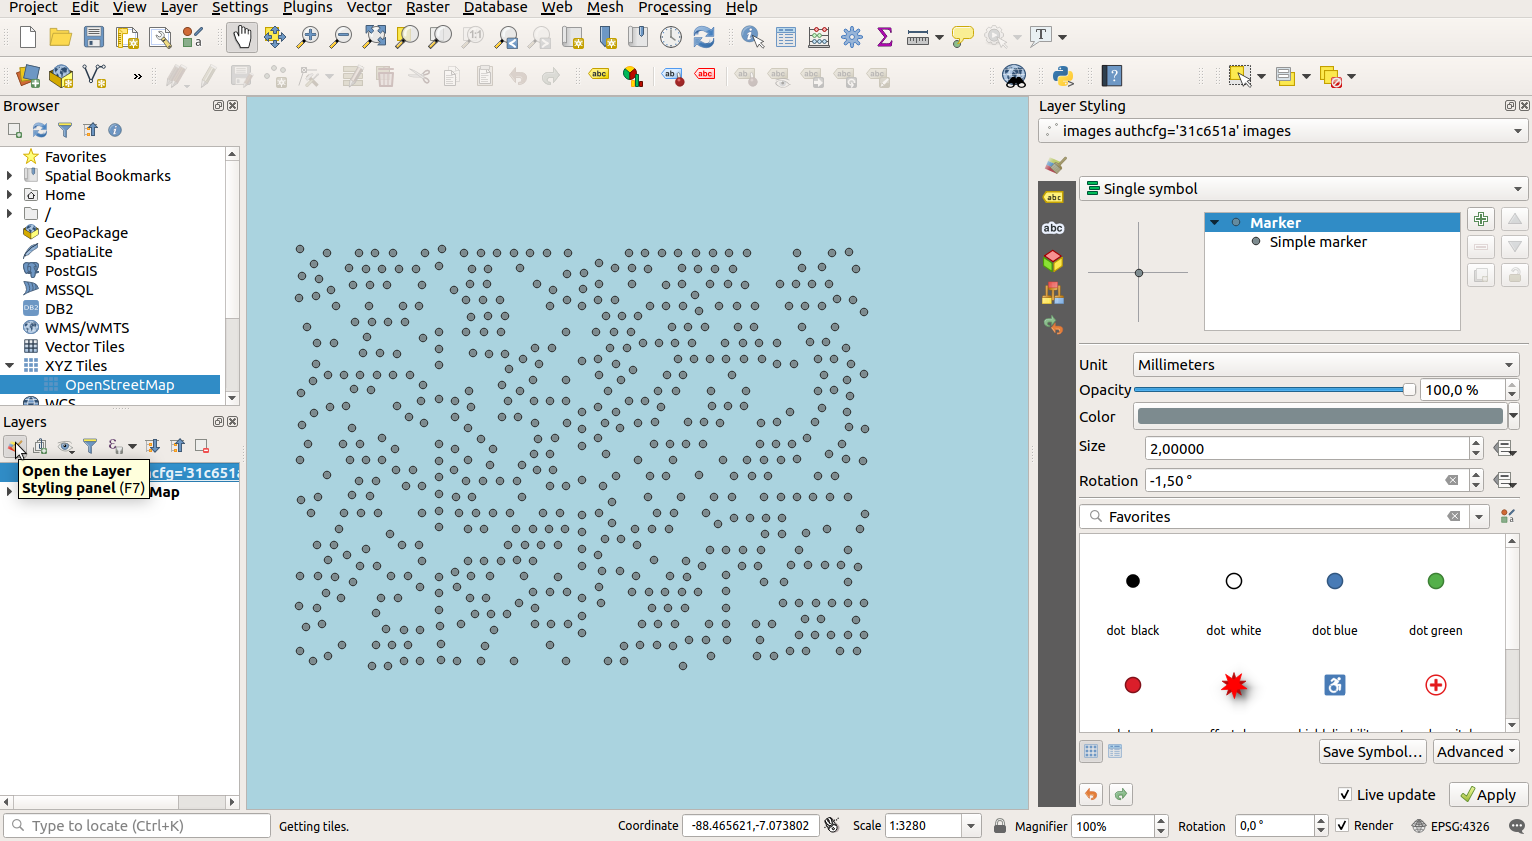 Project Edit View Layer Settings Plugins Vector Raster Database Web Mesh Processing Help
Browser
Favorites
Spatial Bookmarks
Home
/
GeoPackage
SpatiaLite
PostGIS
MSSQL
DB2
WMS/WMTS
Vector Tiles
XYZ Tiles
OpenStreetMap
WCS
Layers
cfg='31c651
Map
Open the Layer
Styling panel (F7)
Layer Styling
images authcfg='31c651a' images
Single symbol
Marker
Simple marker
Unit Millimeters
Opacity 100,0 %
Color
Size 2,00000
Rotation -1,50 °
Favorites
dot black dot white dot blue dot green
Save Symbol... Advanced
Live update Apply
Type to locate (Ctrl+K) Getting tiles. Coordinate -88.465621,-7.073802 Scale 1:3280 Magnifier 100% Rotation 0,0 ° Render EPSG:4326